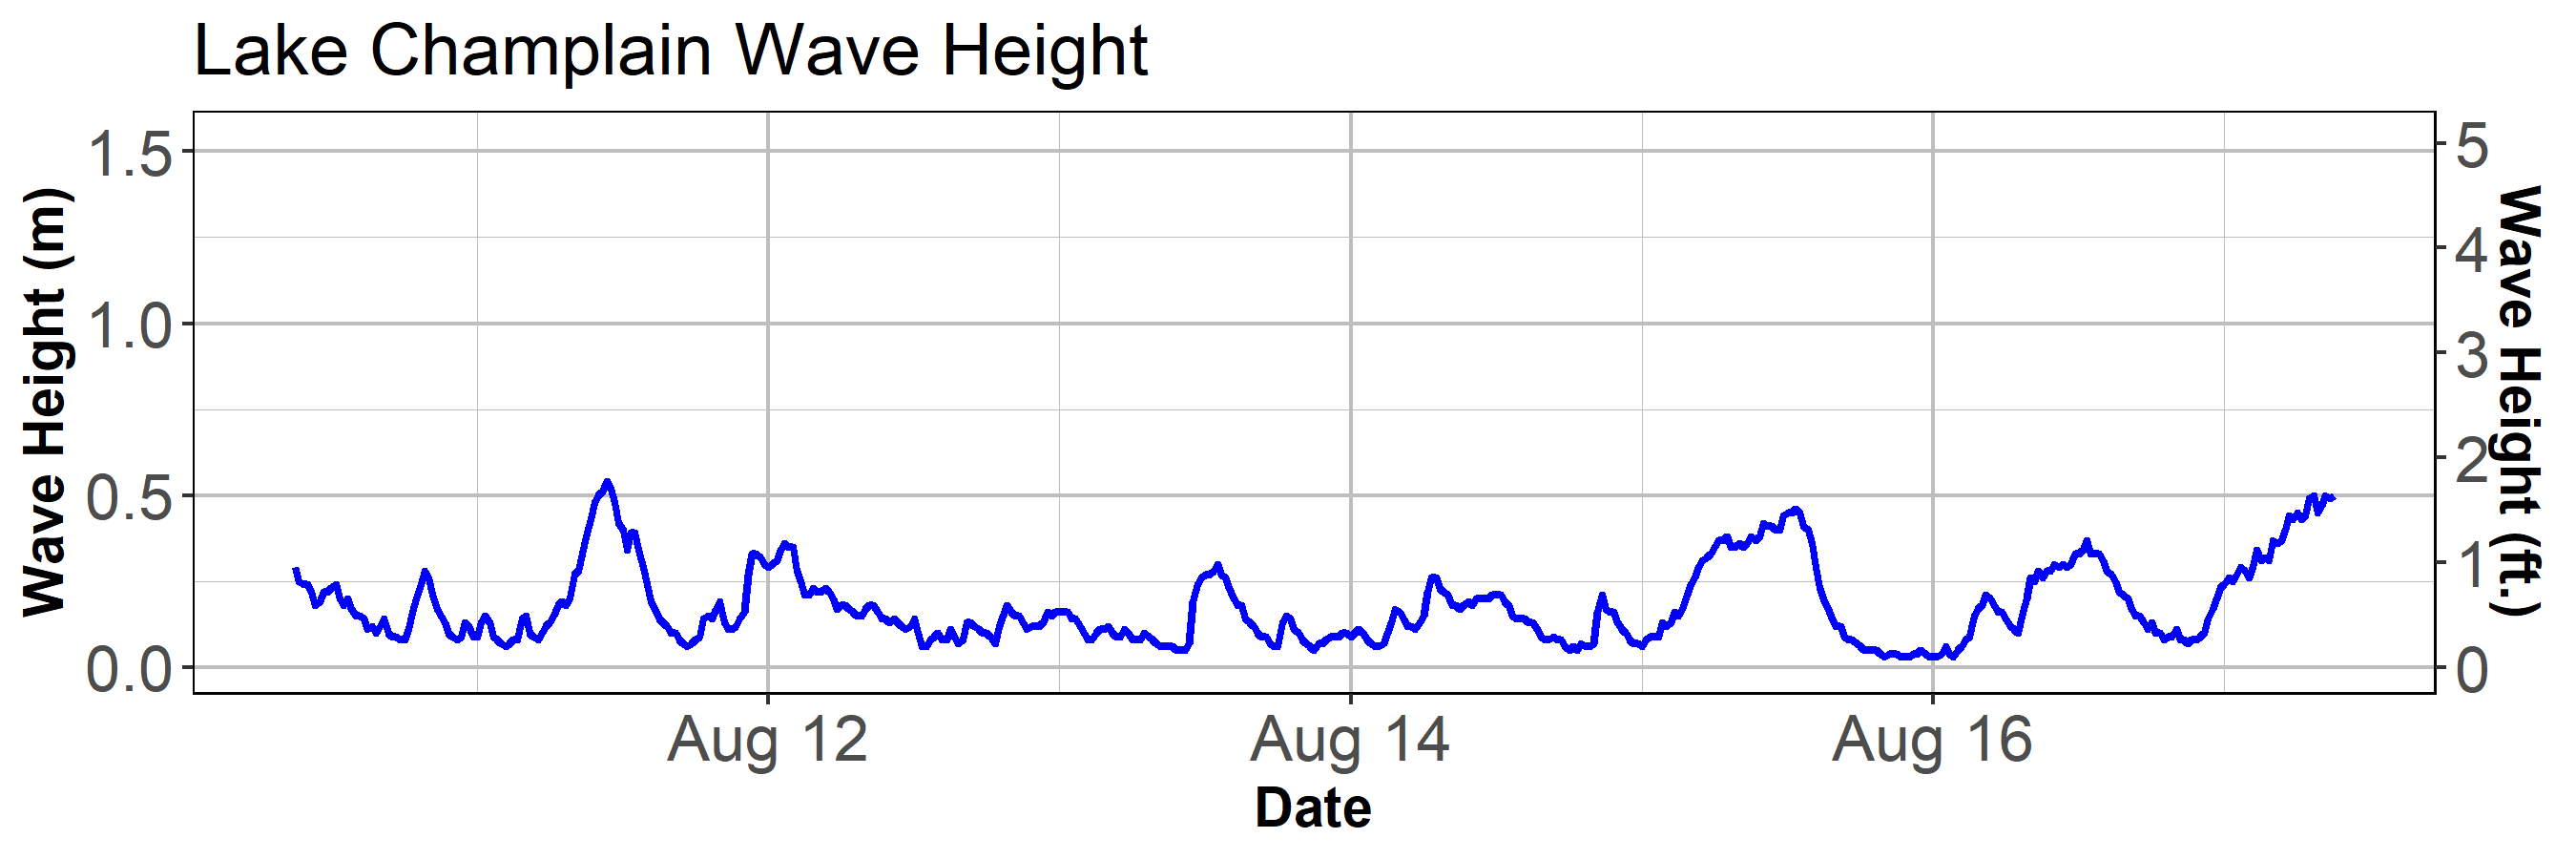 Lake Champlain Wave Height
Wave Height (m)
1.5
1.0
0.5
0.0
5
4
3
2
1
0
Wave Height (ft.)
Aug 12
Aug 14
Aug 16
Date